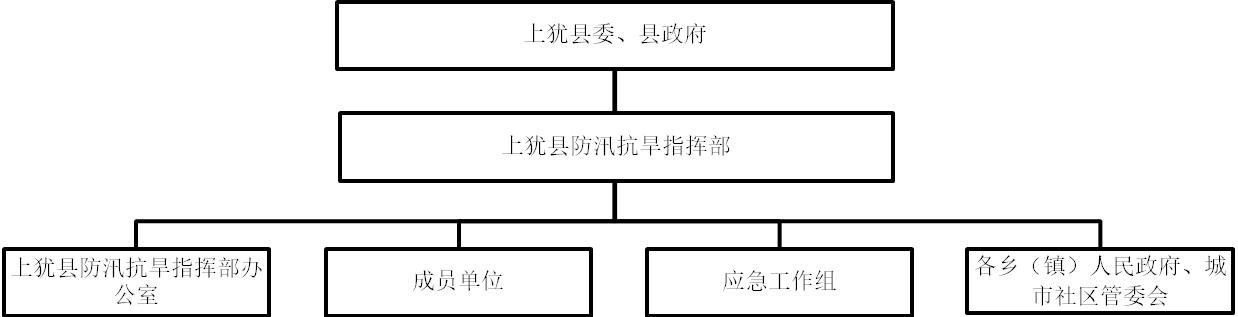 上犹县委、县政府
上犹县防汛抗旱指挥部
上犹县防汛抗旱指挥部办
公室
成员单位
应急工作组
各乡（镇）人民政府、城
市社区管委会